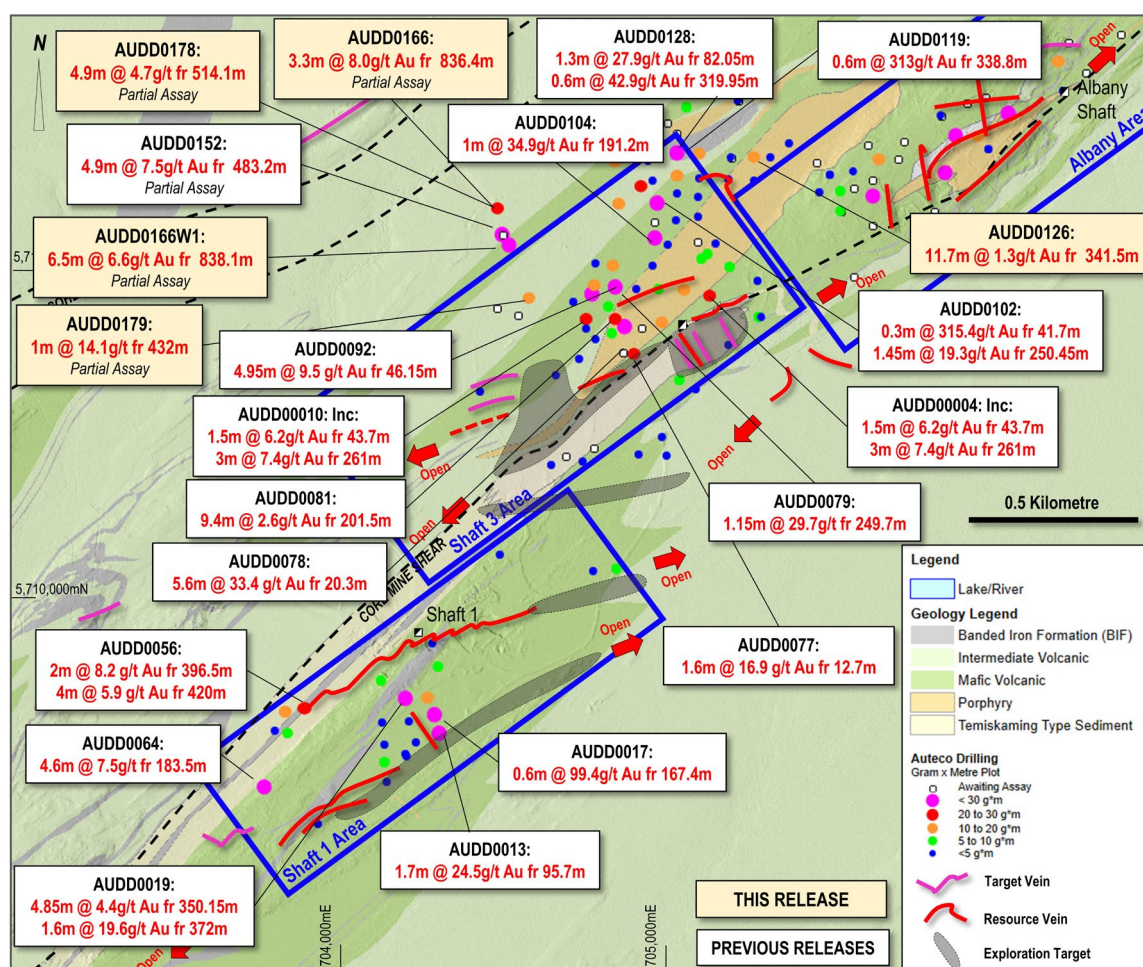 N
AUDD0178:
4.9m @ 4.7g/t fr 514.1m
Partial Assay
AUDD0166:
3.3m @ 8.0g/t Au fr 836.4m
Partial Assay
AUDD0128:
1.3m @ 27.9g/t Au fr 82.05m
0.6m @ 42.9g/t Au fr 319.95m
AUDD0119:
0.6m @ 313g/t Au fr 338.8m
Open
Albany
Shaft
Albany Area
AUDD0152:
4.9m @ 7.5g/t Au fr 483.2m
Partial Assay
AUDD0104:
1m @ 34.9g/t Au fr 191.2m
AUDD0166W1:
6.5m @ 6.6g/t Au fr 838.1m
Partial Assay
AUDD0126:
11.7m @ 1.3g/t Au fr 341.5m
Open
AUDD0179:
1m @ 14.1g/t fr 432m
Partial Assay
AUDD0102:
0.3m @ 315.4g/t Au fr 41.7m
1.45m @ 19.3g/t Au fr 250.45m
AUDD0092:
4.95m @ 9.5 g/t Au fr 46.15m
AUDD00010: Inc:
1.5m @ 6.2g/t Au fr 43.7m
3m @ 7.4g/t Au fr 261m
AUDD00004: Inc:
1.5m @ 6.2g/t Au fr 43.7m
3m @ 7.4g/t Au fr 261m
Open
Open
AUDD0081:
9.4m @ 2.6g/t Au fr 201.5m
Open
Shaft 3 Area
AUDD0079:
1.15m @ 29.7g/t fr 249.7m
0.5 Kilometre
AUDD0078:
5.6m @ 33.4 g/t Au fr 20.3m
5,710,000mN
Open
Shaft 1
Open
AUDD0077:
1.6m @ 16.9 g/t Au fr 12.7m
AUDD0056:
2m @ 8.2 g/t Au fr 396.5m
4m @ 5.9 g/t Au fr 420m
AUDD0064:
4.6m @ 7.5g/t fr 183.5m
AUDD0017:
0.6m @ 99.4g/t Au fr 167.4m
Shaft 1 Area
AUDD0013:
1.7m @ 24.5g/t Au fr 95.7m
AUDD0019:
4.85m @ 4.4g/t Au fr 350.15m
1.6m @ 19.6g/t Au fr 372m
Open
704,000mE
705,000mE
THIS RELEASE
PREVIOUS RELEASES
Legend
Lake/River
Geology Legend
Banded Iron Formation (BIF)
Intermediate Volcanic
Mafic Volcanic
Porphyry
Temiskaming Type Sediment
Auteco Drilling
Gram x Metre Plot
Awaiting Assay
< 30 g*m
20 to 30 g*m
10 to 20 g*m
5 to 10 g*m
<5 g*m
Target Vein
Resource Vein
Exploration Target